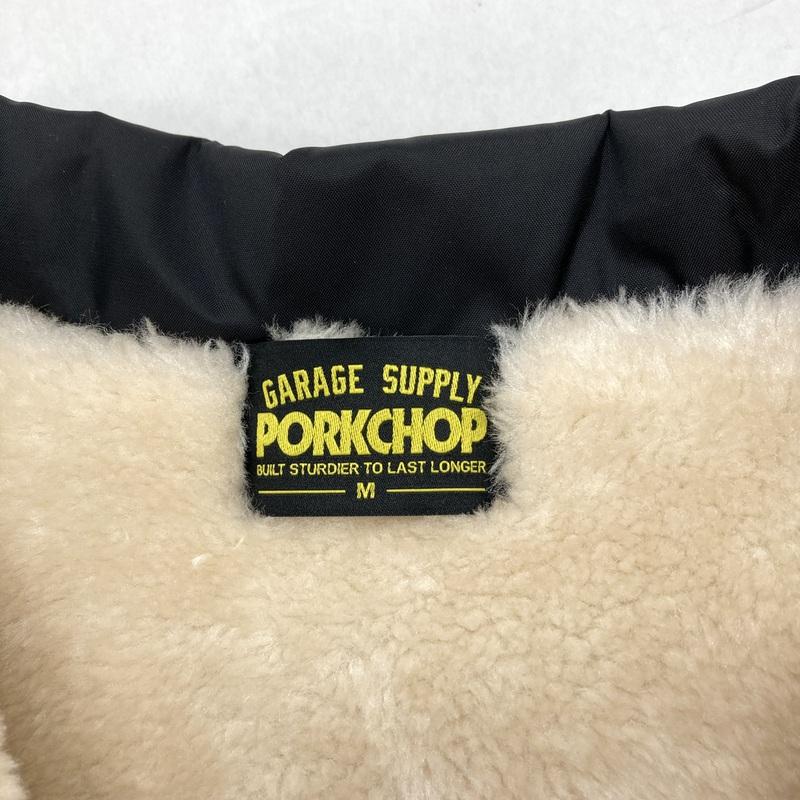 GARAGE SUPPLY
PORKCHOP
BUILT STURDIER TO LAST LONGER
M